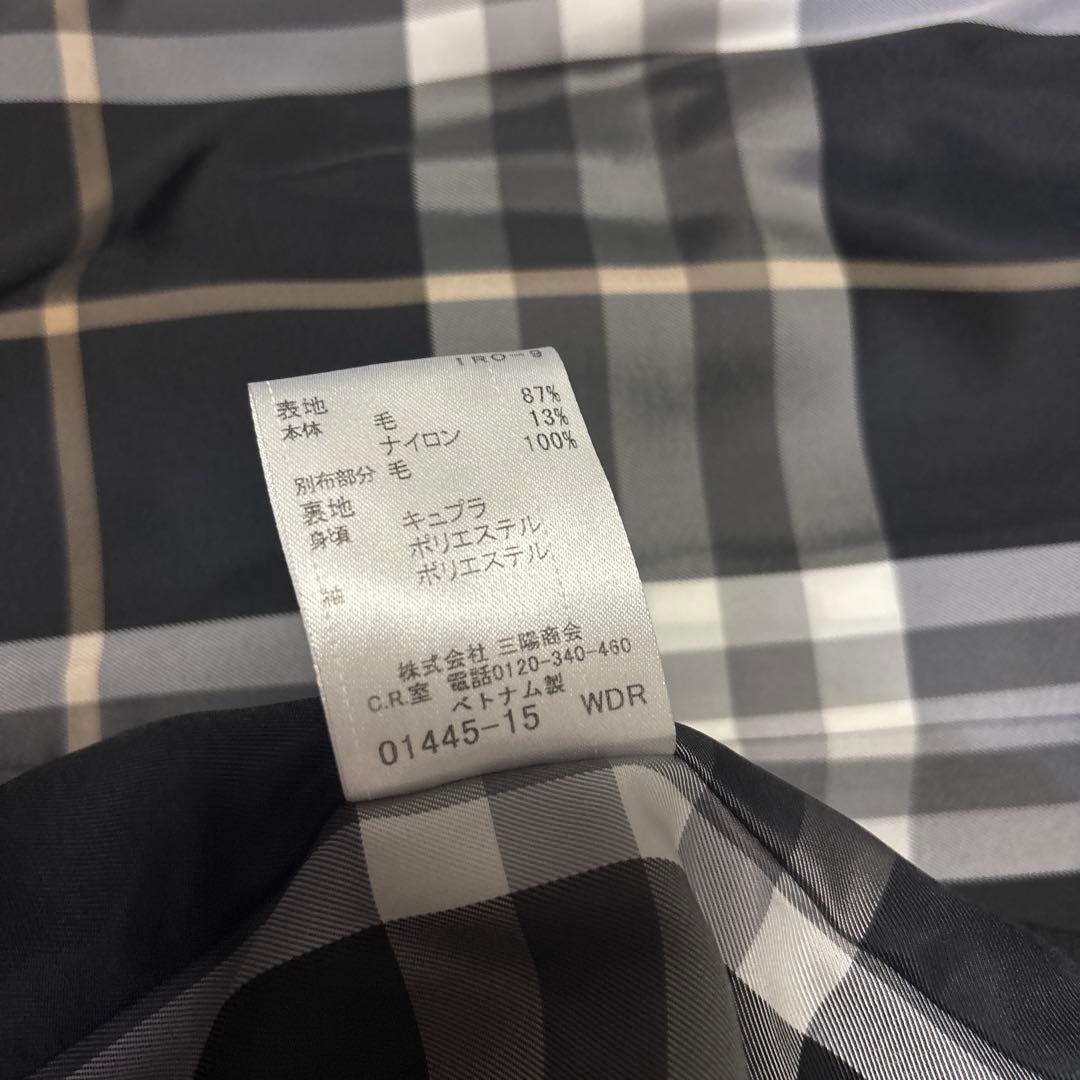 1R0-9
表地
本体 毛 87%
ナイロン 13%
別布部分 毛 100%
裏地
身頃 キュプラ
ポリエステル
袖 ポリエステル
株式会社 三陽商会
C.R.室 電話0120-340-460
ベトナム製
01445-15 WDR